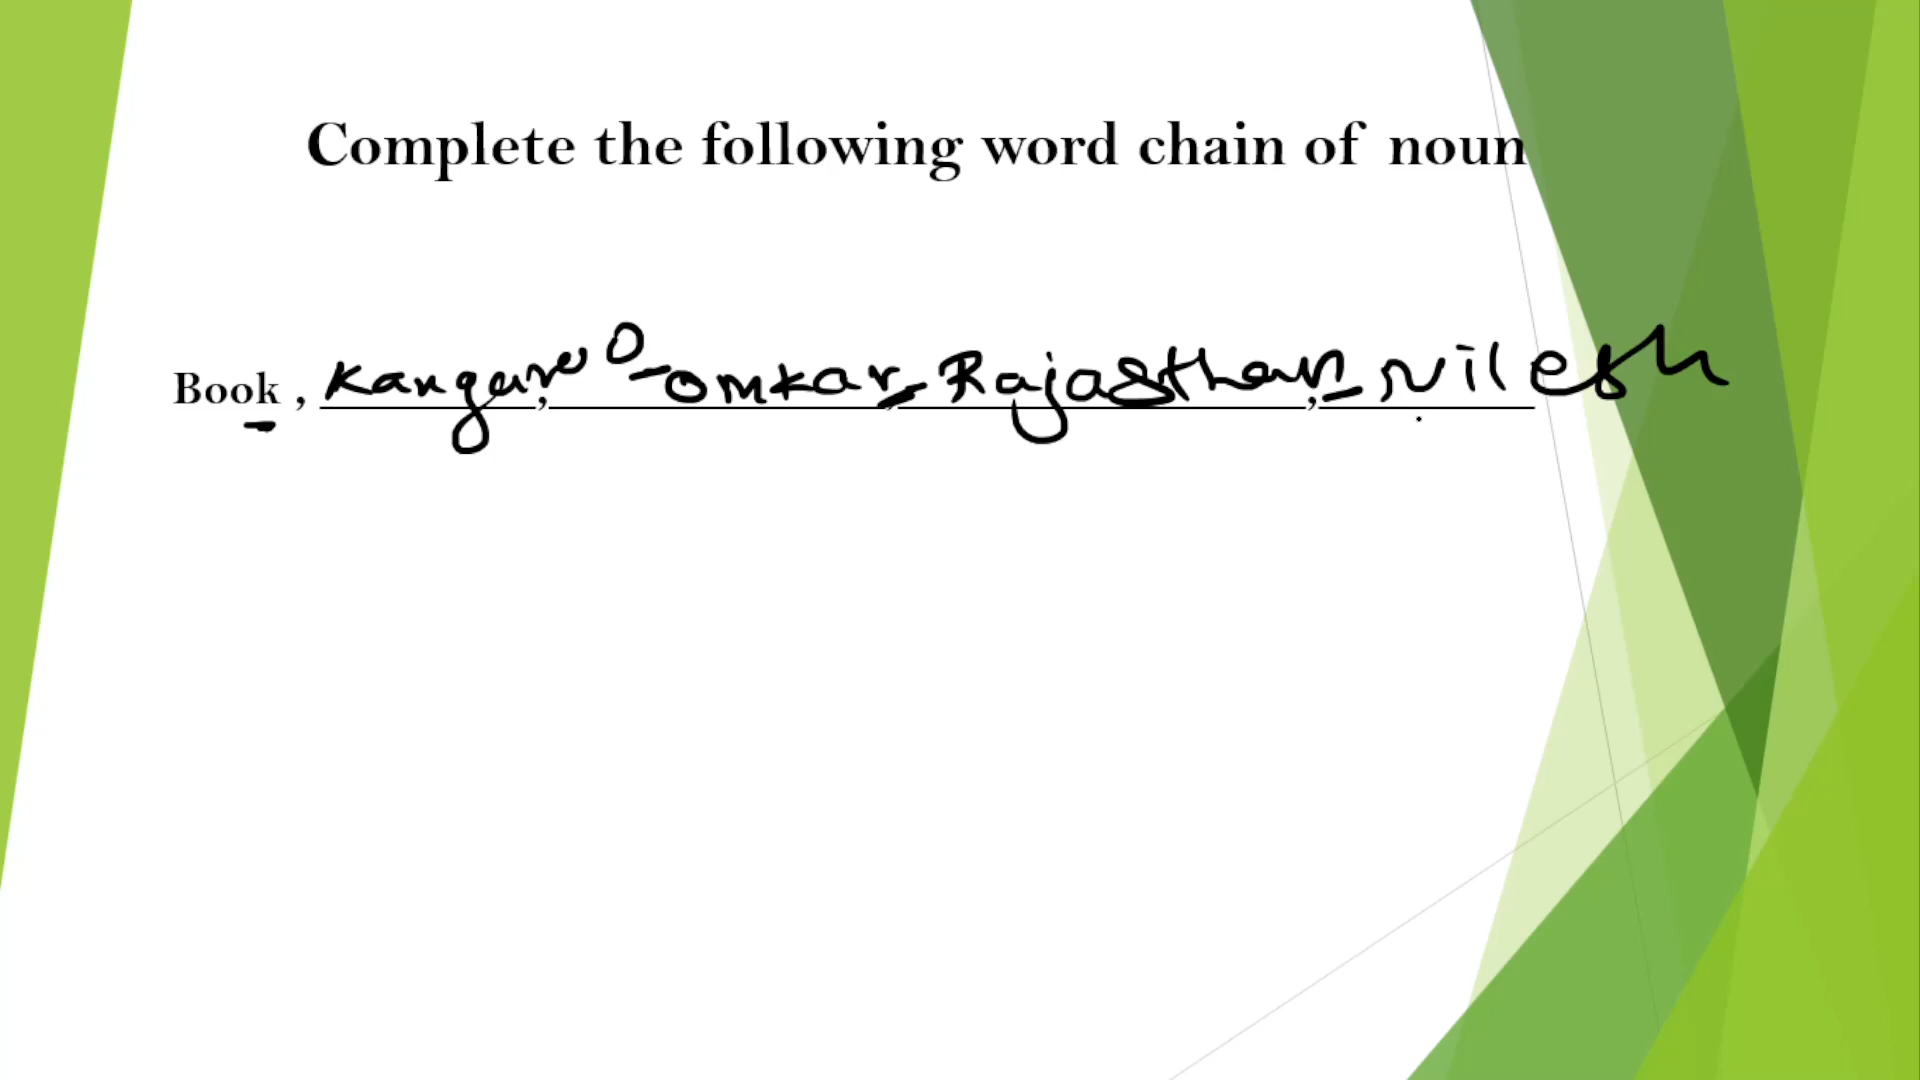 Complete the following word chain of noun
Book , Kangaroo, omkar, Rajasthan, Nilesh